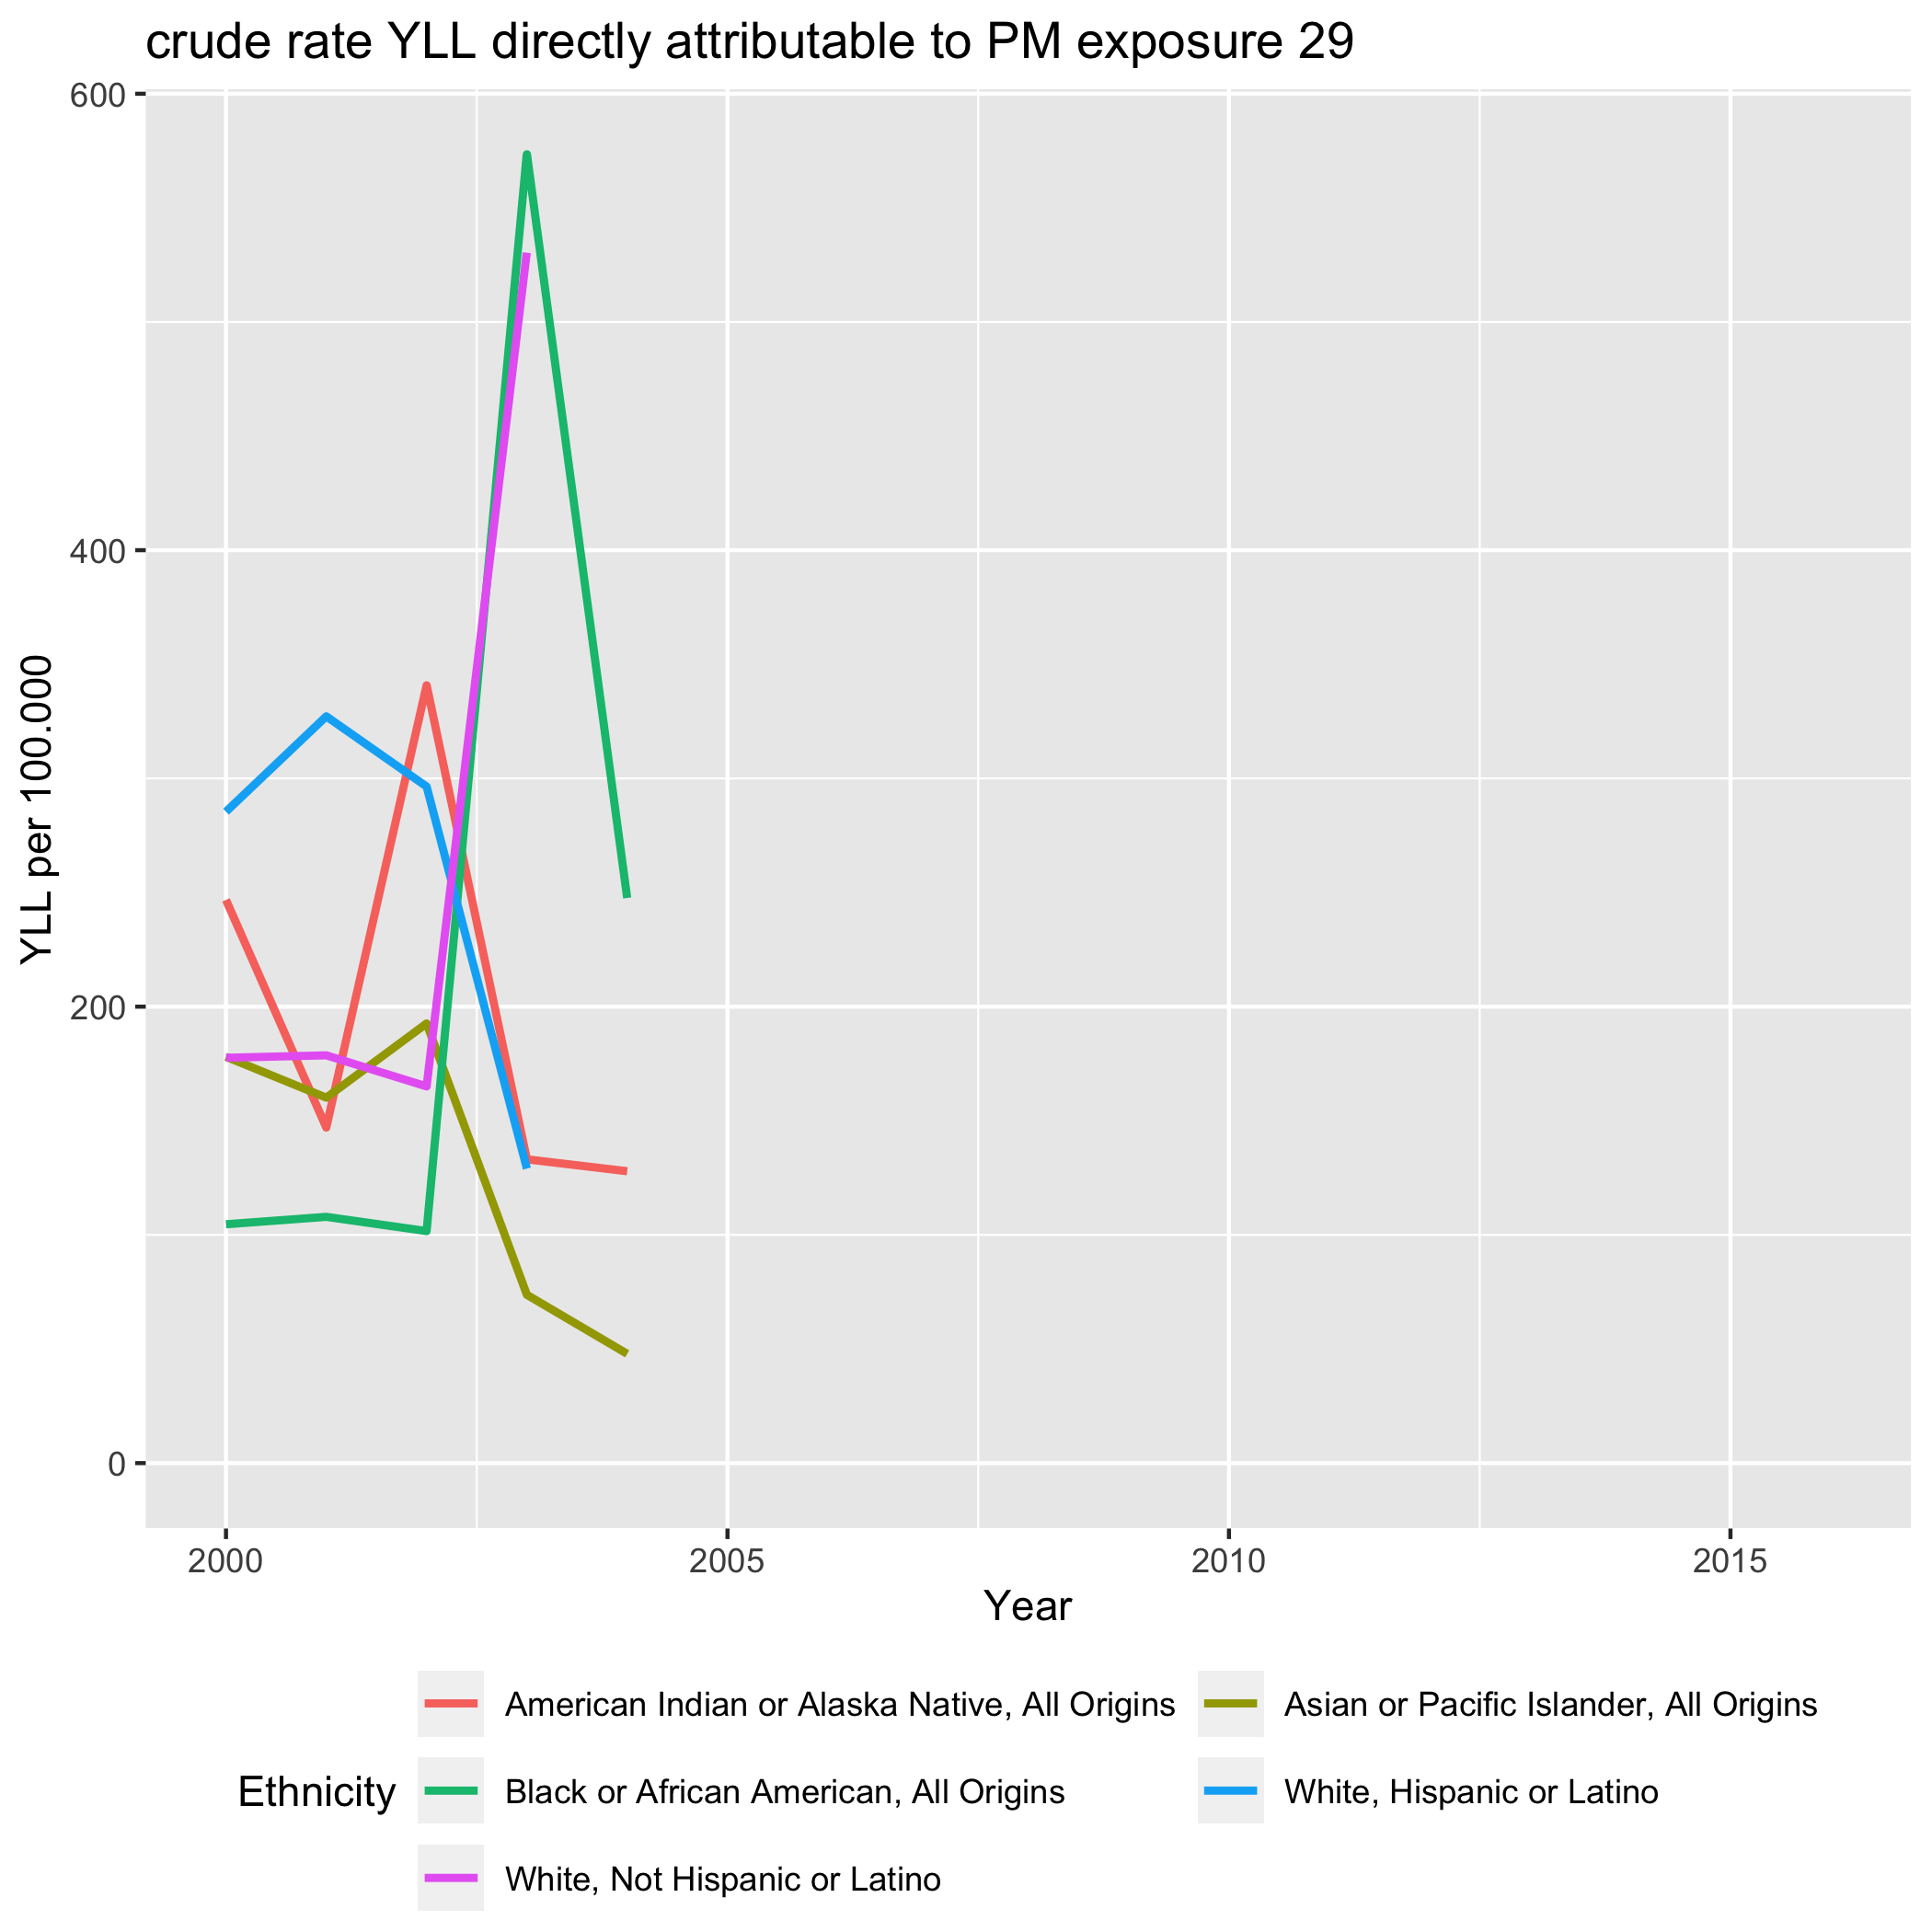 crude rate YLL directly attributable to PM exposure 29
600
400
200
0
YLL per 100.000
2000 2005 2010 2015
Year
Ethnicity
American Indian or Alaska Native, All Origins
Asian or Pacific Islander, All Origins
Black or African American, All Origins
White, Hispanic or Latino
White, Not Hispanic or Latino